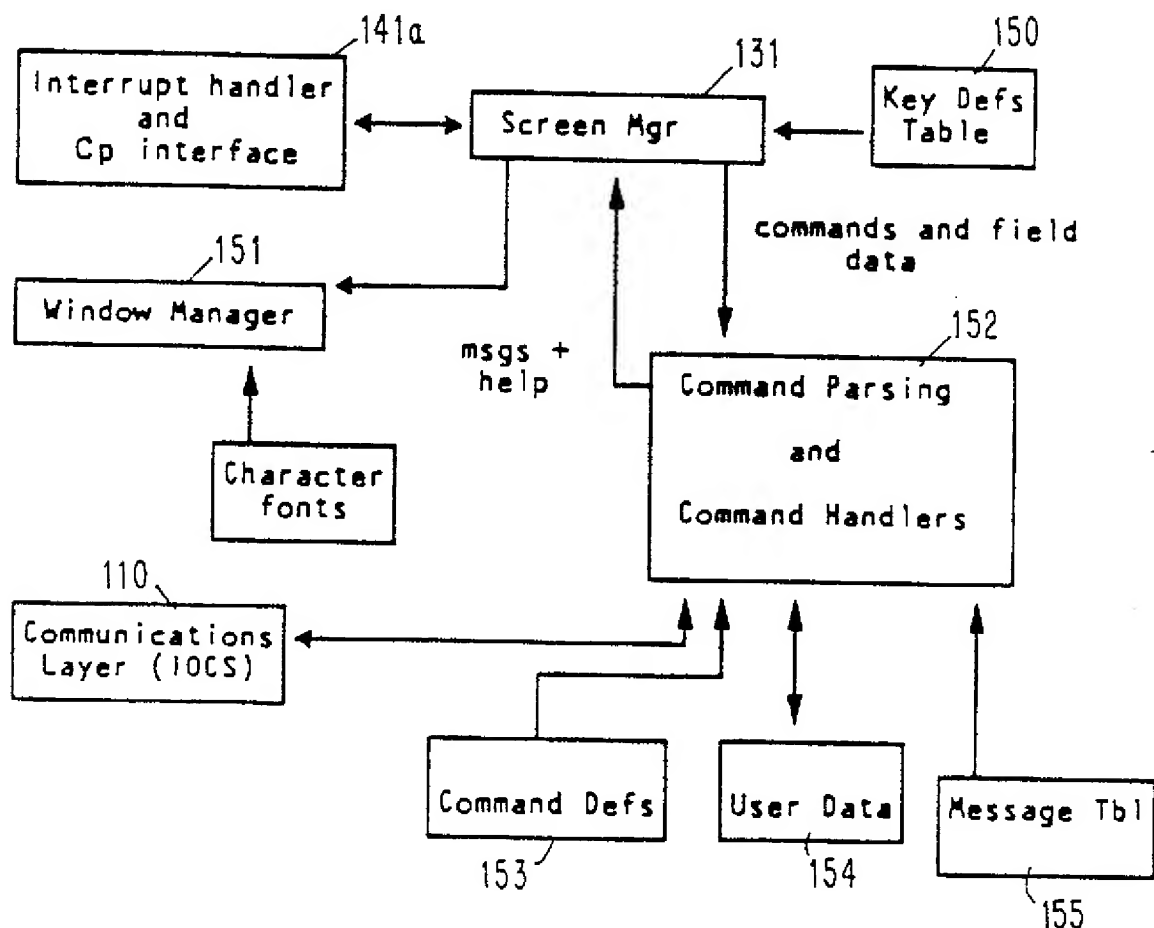 141a
131
150
Interrupt handler
and
Cp interface
Screen Mgr
Key Defs
Table
commands and field
data
151
Window Manager
msgs +
help
152
Command Parsing
and
Command Handlers
Character
fonts
110
Communications
Layer (IOCS)
Command Defs
153
User Data
154
Message Tbl
155